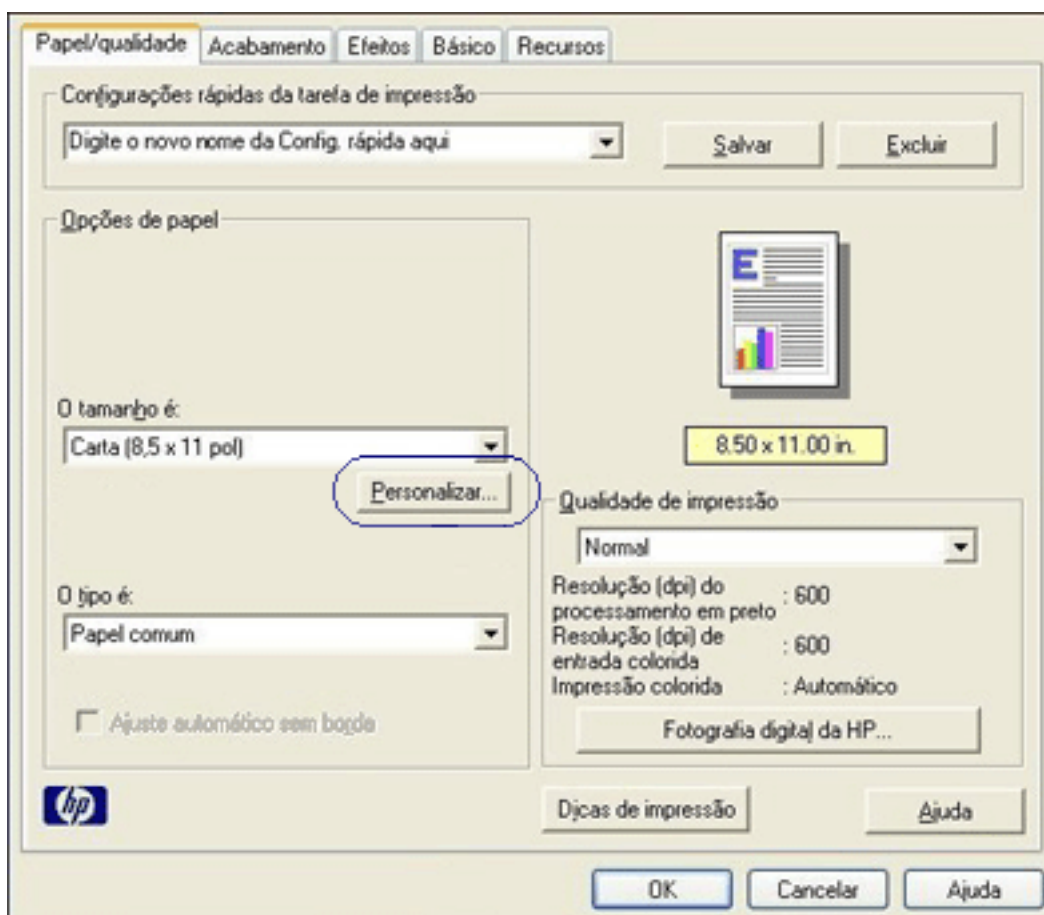 Papel/qualidade Acabamento Efeitos Básico Recursos
Configurações rápidas da tarefa de impressão
Digite o novo nome da Config. rápida aqui
Salvar Excluir
Opções de papel
E
O tamanho é:
Carta (8,5 x 11 pol)
8.50 x 11.00 in.
Personalizar...
Qualidade de impressão
Normal
O tipo é:
Papel comum
Resolução (dpi) do
processamento em preto : 600
Resolução (dpi) de
entrada colorida : 600
Impressão colorida : Automático
Ajuste automático sem borda
Fotografia digital da HP...
hp
Dicas de impressão Ajuda
OK Cancelar Ajuda